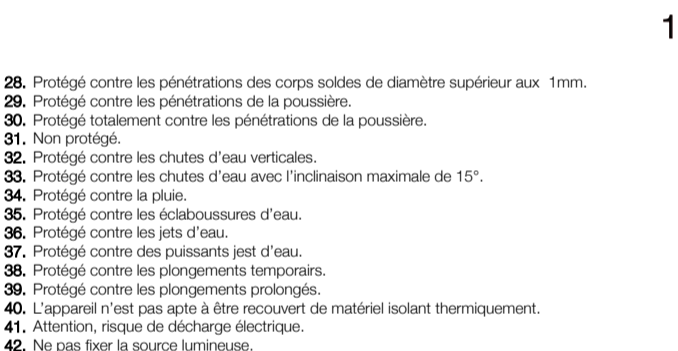 1
28. Protégé contre les pénétrations des corps soldes de diamètre supérieur aux 1mm.
29. Protégé contre les pénétrations de la poussière.
30. Protégé totalement contre les pénétrations de la poussière.
31. Non protégé.
32. Protégé contre les chutes d'eau verticales.
33. Protégé contre les chutes d'eau avec l'inclinaison maximale de 15°.
34. Protégé contre la pluie.
35. Protégé contre les éclaboussures d'eau.
36. Protégé contre les jets d'eau.
37. Protégé contre des puissants jest d'eau.
38. Protégé contre les plongements temporairs.
39. Protégé contre les plongements prolongés.
40. L'appareil n'est pas apte à être recouvert de matériel isolant thermiquement.
41. Attention, risque de décharge électrique.
42. Ne pas fixer la source lumineuse.